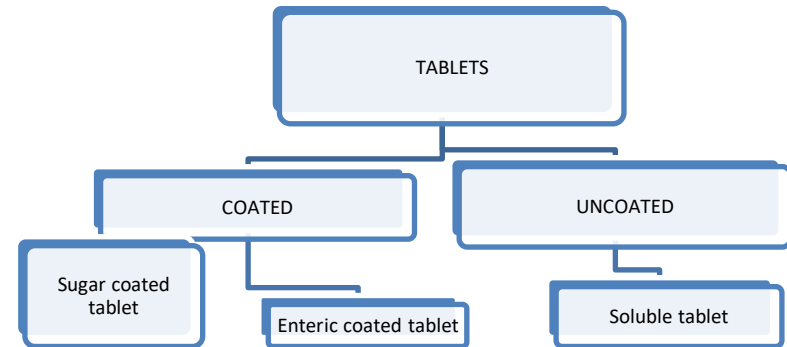 TABLETS
COATED
UNCOATED
Sugar coated
tablet
Enteric coated tablet
Soluble tablet